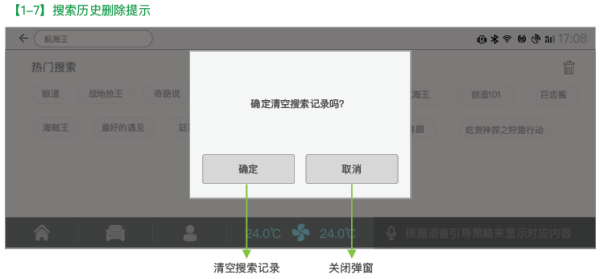 【1-7】搜索历史删除提示
航海王
17:08
热门搜索
娘道
战地枪王
奇葩说
海王
创造101
巨齿鲨
海贼王
最好的遇见
吃货神探之狩猎行动
确定清空搜索记录吗?
确定
取消
24.0℃
24.0℃
根据语音引导策略来显示对应内容
清空搜索记录
关闭弹窗